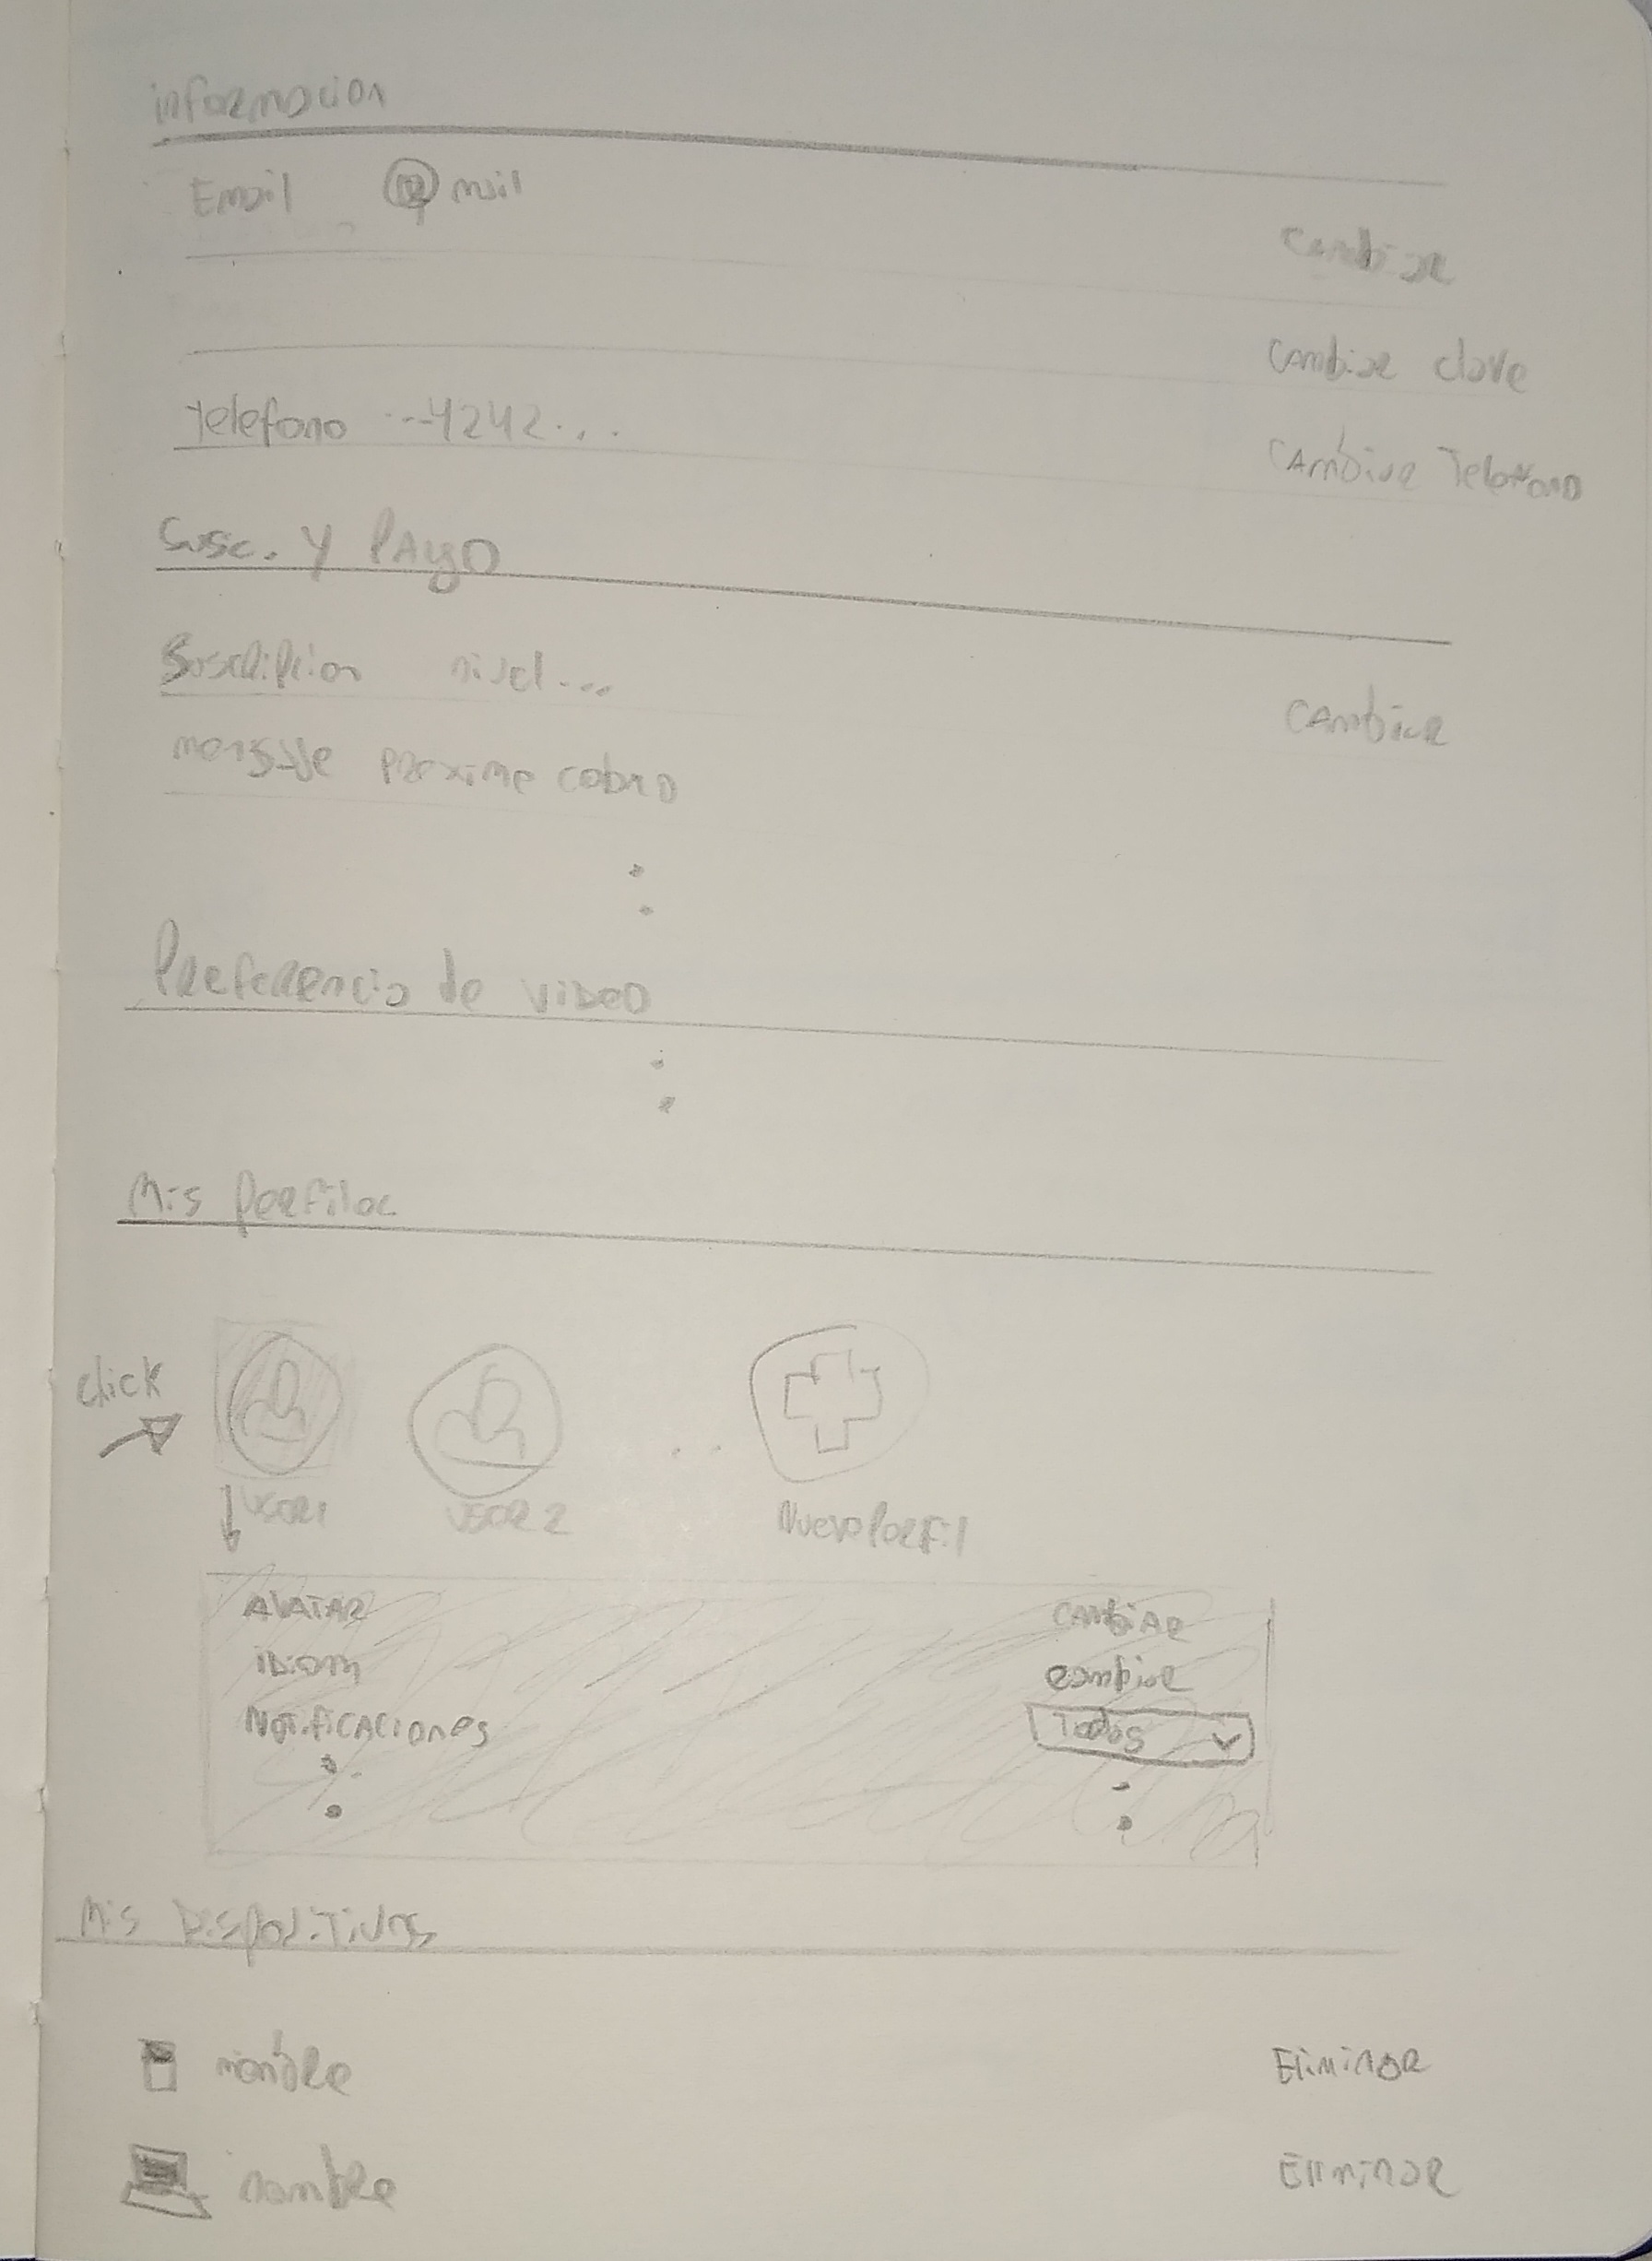 informacion
Email @mail
cambiar
cambiar clave
Telefono ...4242...
cambiar Telefono
Susc. y Pago
Suscripcion nivel...
cambiar
mensaje proximo cobro
Preferencia de video
Mis perfiles
click
user1 user2 Nuevo Perfil
Avatar cambiar
idiom cambiar
Notificaciones Todos
Mis Dispositivos
nombre Eliminar
nombre Eliminar